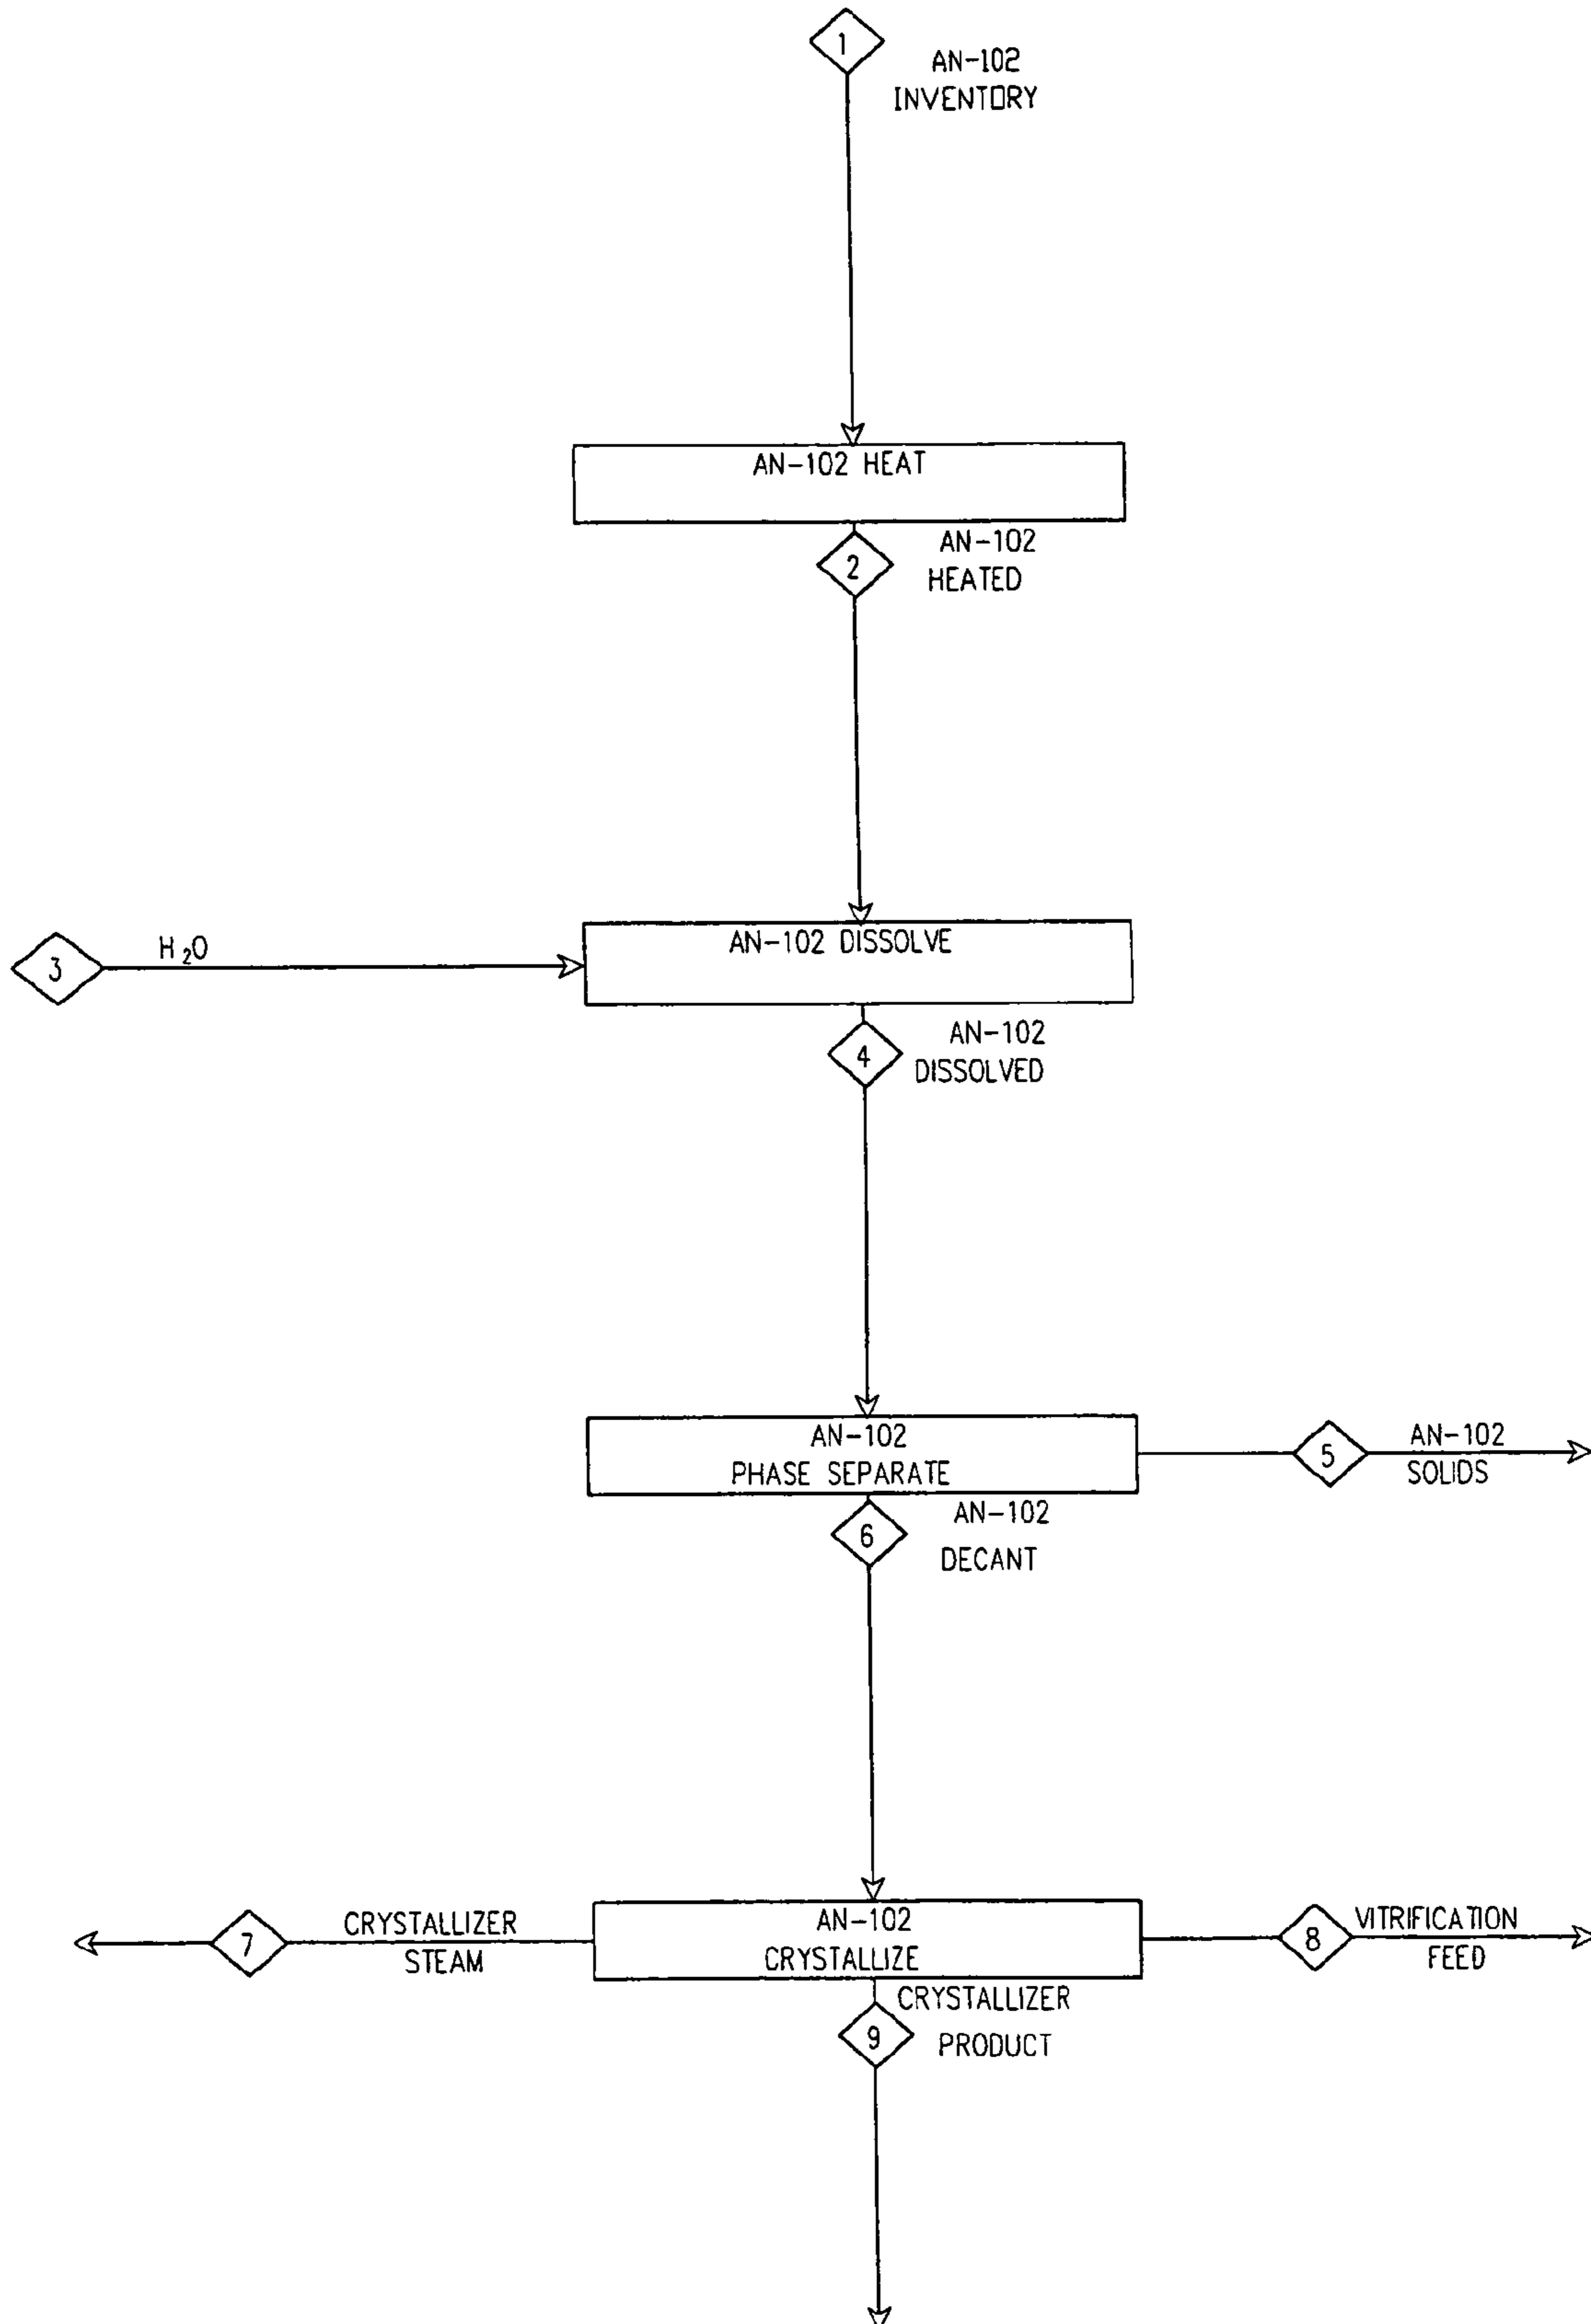 1
AN-102
INVENTORY
AN-102 HEAT
2
AN-102
HEATED
3
H₂O
AN-102 DISSOLVE
4
AN-102
DISSOLVED
AN-102
PHASE SEPARATE
5
AN-102
SOLIDS
6
AN-102
DECANT
7
CRYSTALLIZER
STEAM
AN-102
CRYSTALLIZE
8
VITRIFICATION
FEED
9
CRYSTALLIZER
PRODUCT